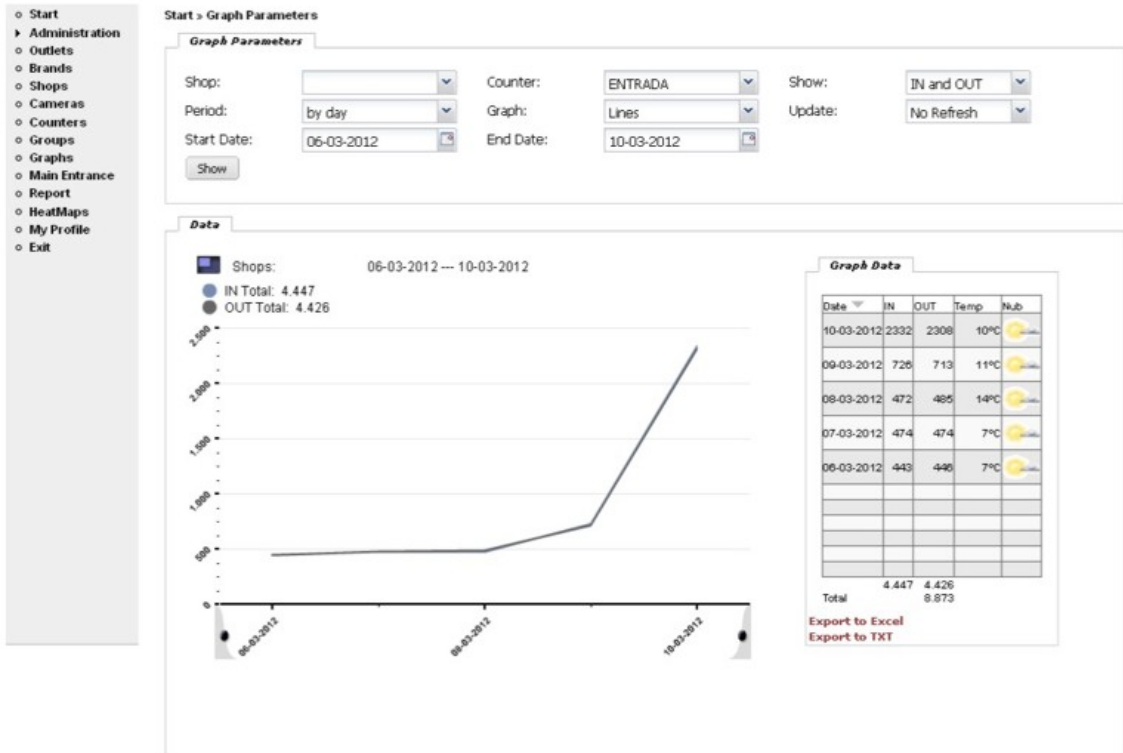 Start
Administration
Outlets
Brands
Shops
Cameras
Counters
Groups
Graphs
Main Entrance
Report
HeatMaps
My Profile
Exit
Start » Graph Parameters
Graph Parameters
Shop: Counter: ENTRADA Show: IN and OUT
Period: by day Graph: Lines Update: No Refresh
Start Date: 06-03-2012 End Date: 10-03-2012
Show
Data
Shops: 06-03-2012 --- 10-03-2012
IN Total: 4.447
OUT Total: 4.426
2.500
2.000
1.500
1.000
500
0
06-03-2012 08-03-2012 10-03-2012
Graph Data
Date IN OUT Temp Nub
10-03-2012 2332 2308 10ºC
09-03-2012 726 713 11ºC
08-03-2012 472 485 14ºC
07-03-2012 474 474 7ºC
06-03-2012 443 446 7ºC
4.447 4.426
Total 8.873
Export to Excel
Export to TXT